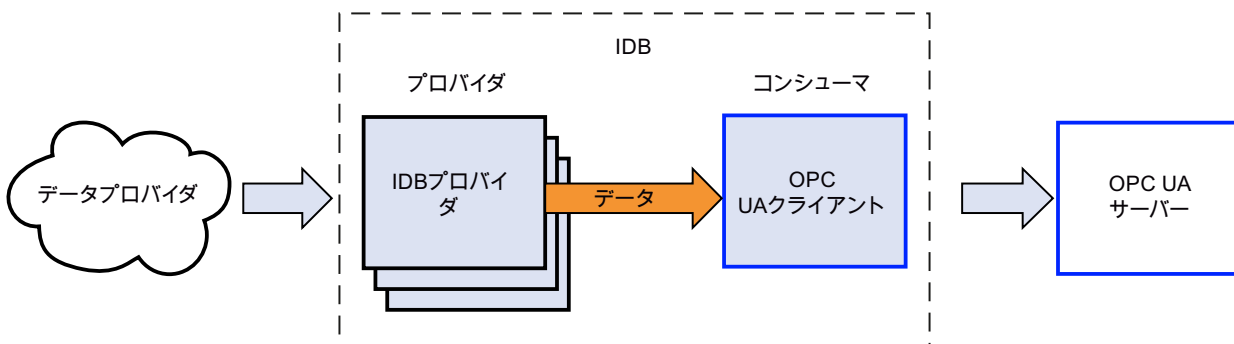 IDB
プロバイダ
コンシューマ
データプロバイダ
IDBプロバイ
ダ
データ
OPC
UAクライアント
OPC UA
サーバー